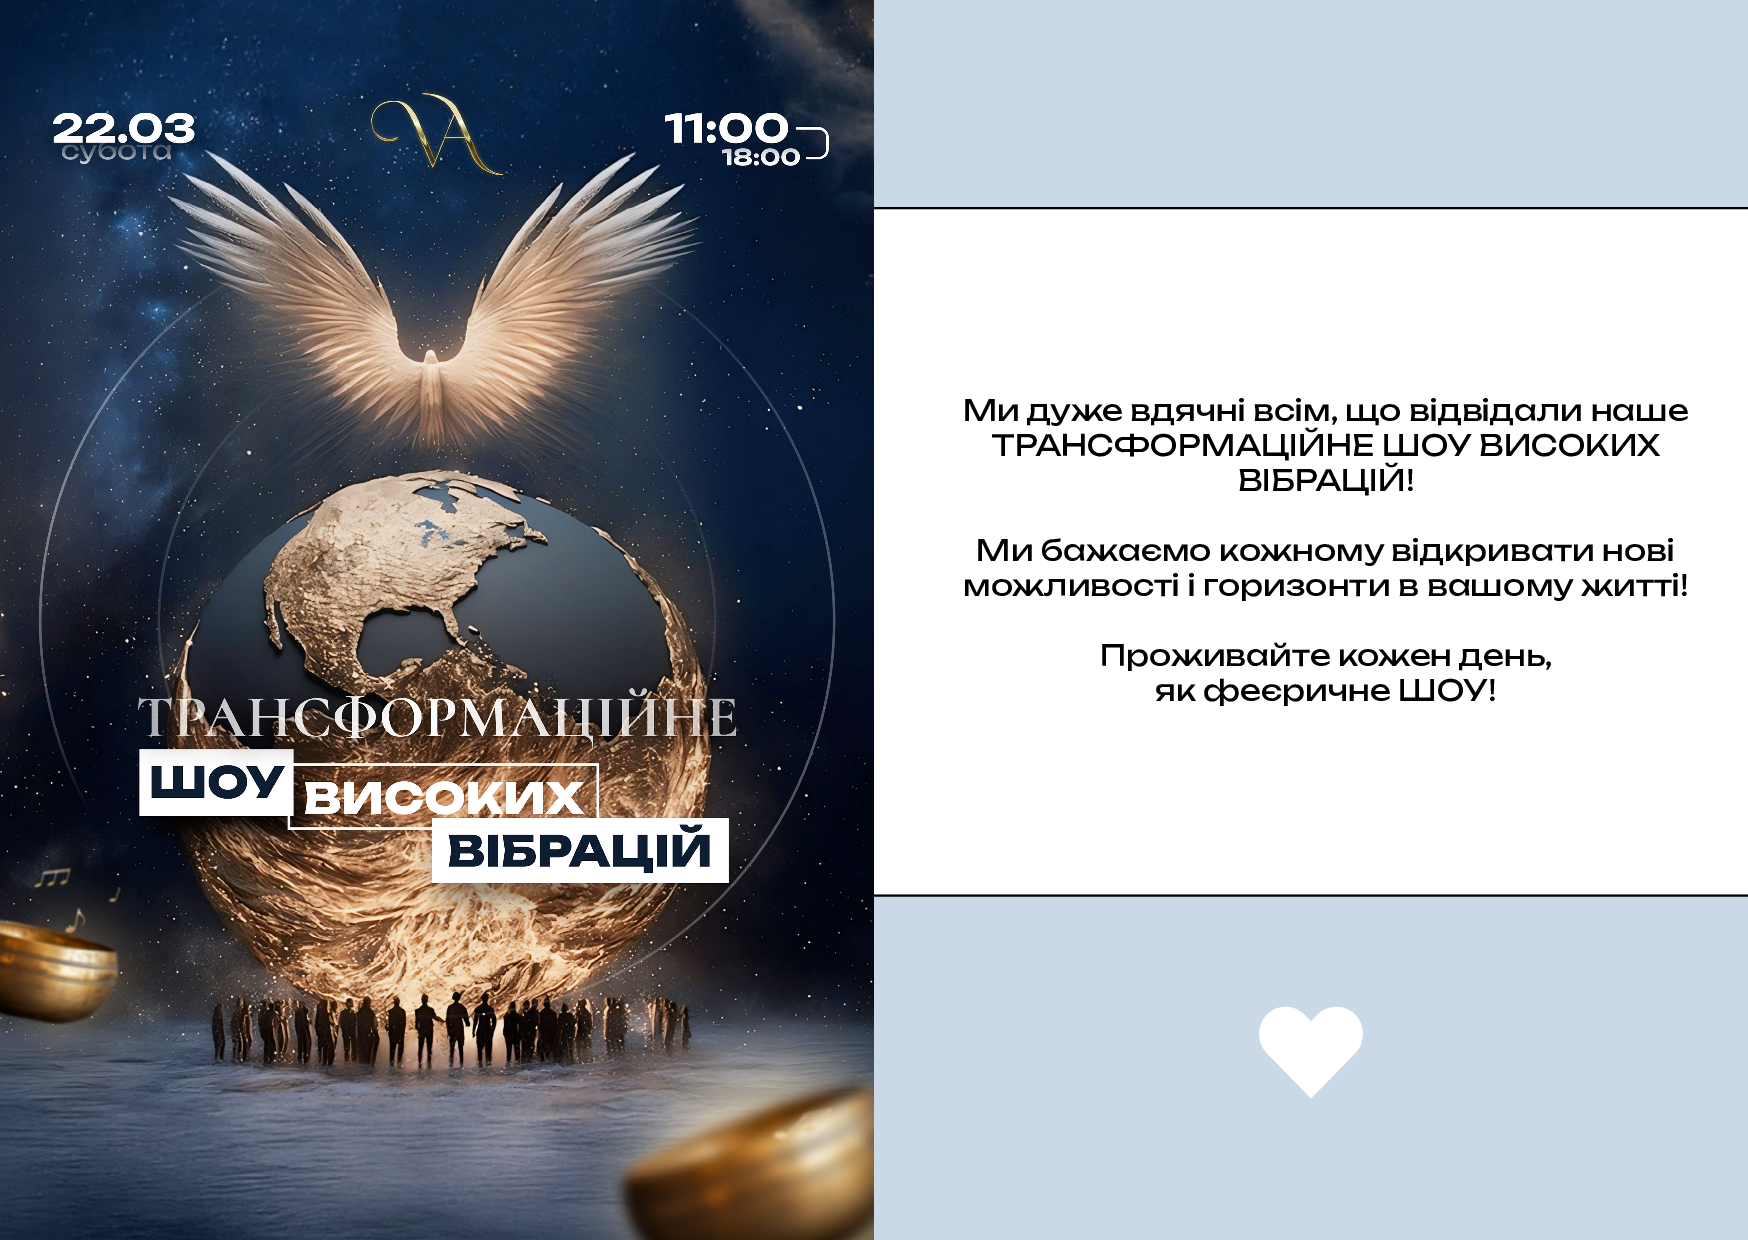 22.03
субота
VA
11:00
18:00
ТРАНСФОРМАЦІЙНЕ
ШОУ
ВИСОКИХ
ВІБРАЦІЙ
Ми дуже вдячні всім, що відвідали наше
ТРАНСФОРМАЦІЙНЕ ШОУ ВИСОКИХ
ВІБРАЦІЙ!
Ми бажаємо кожному відкривати нові
можливості і горизонти в вашому житті!
Проживайте кожен день,
як феєричне ШОУ!